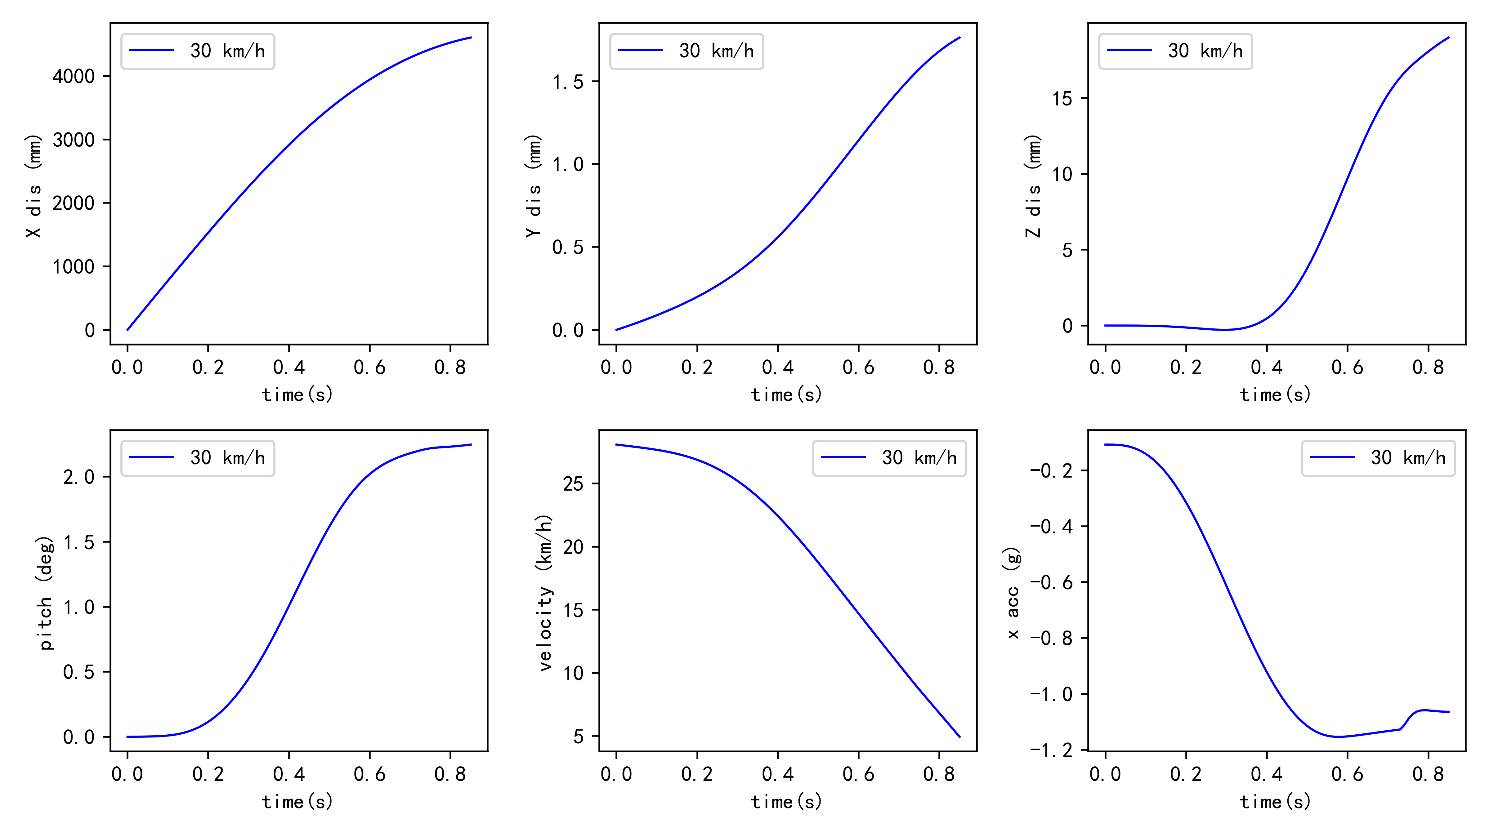 30 km/h
X dis (mm)
4000
3000
2000
1000
0
0.0 0.2 0.4 0.6 0.8
time(s)
30 km/h
Y dis (mm)
1.5
1.0
0.5
0.0
0.0 0.2 0.4 0.6 0.8
time(s)
30 km/h
Z dis (mm)
15
10
5
0
0.0 0.2 0.4 0.6 0.8
time(s)
30 km/h
pitch (deg)
2.0
1.5
1.0
0.5
0.0
0.0 0.2 0.4 0.6 0.8
time(s)
30 km/h
velocity (km/h)
25
20
15
10
5
0.0 0.2 0.4 0.6 0.8
time(s)
30 km/h
x acc (g)
−0.2
−0.4
−0.6
−0.8
−1.0
−1.2
0.0 0.2 0.4 0.6 0.8
time(s)